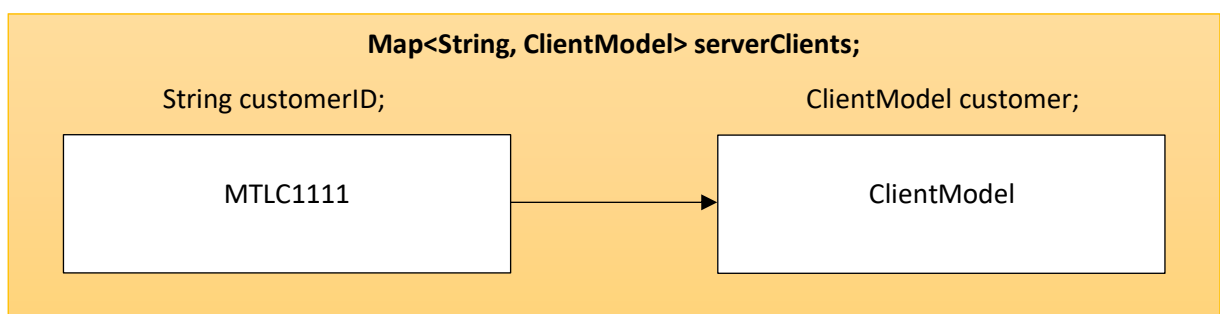 Map<String, ClientModel> serverClients;
String customerID; ClientModel customer;
MTLC1111 ClientModel